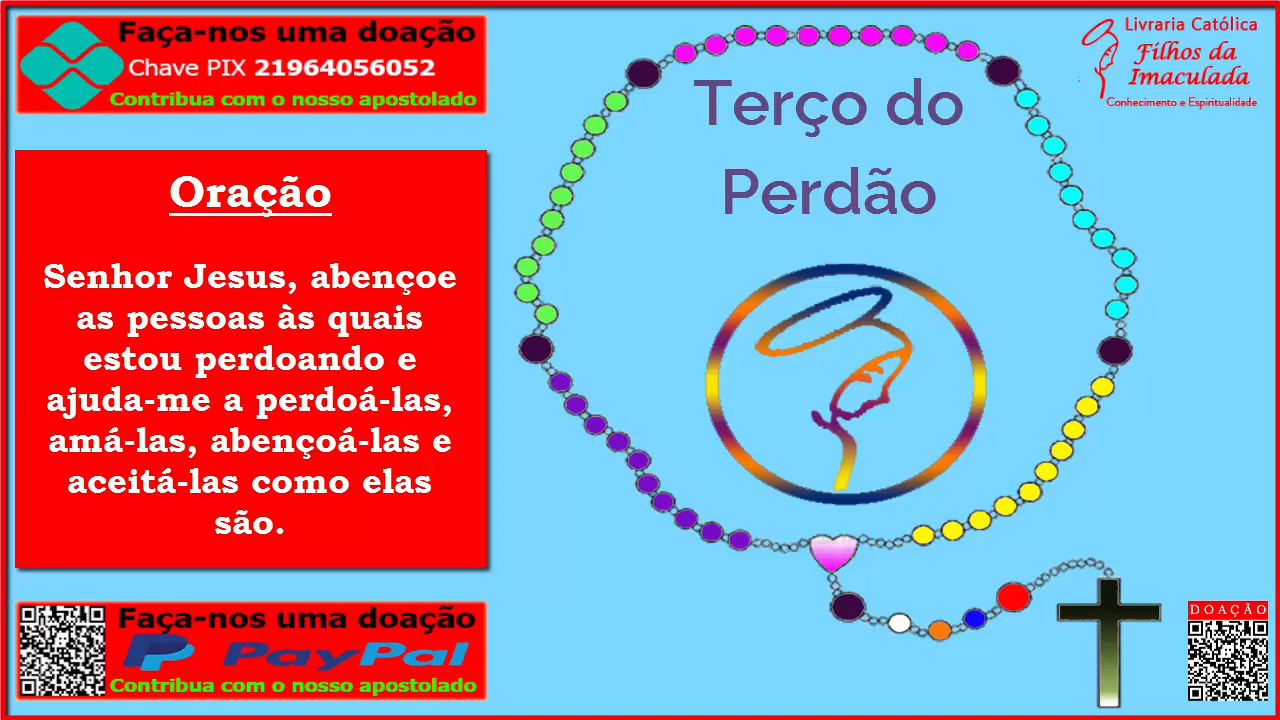 Faça-nos uma doação
Chave PIX 21964056052
Contribua com o nosso apostolado
Livraria Católica
Filhos da
Imaculada
Conhecimento e Espiritualidade
Terço do
Perdão
Oração
Senhor Jesus, abençoe
as pessoas às quais
estou perdoando e
ajuda-me a perdoá-las,
amá-las, abençoá-las e
aceitá-las como elas
são.
Faça-nos uma doação
PayPal
Contribua com o nosso apostolado
DOAÇÃO